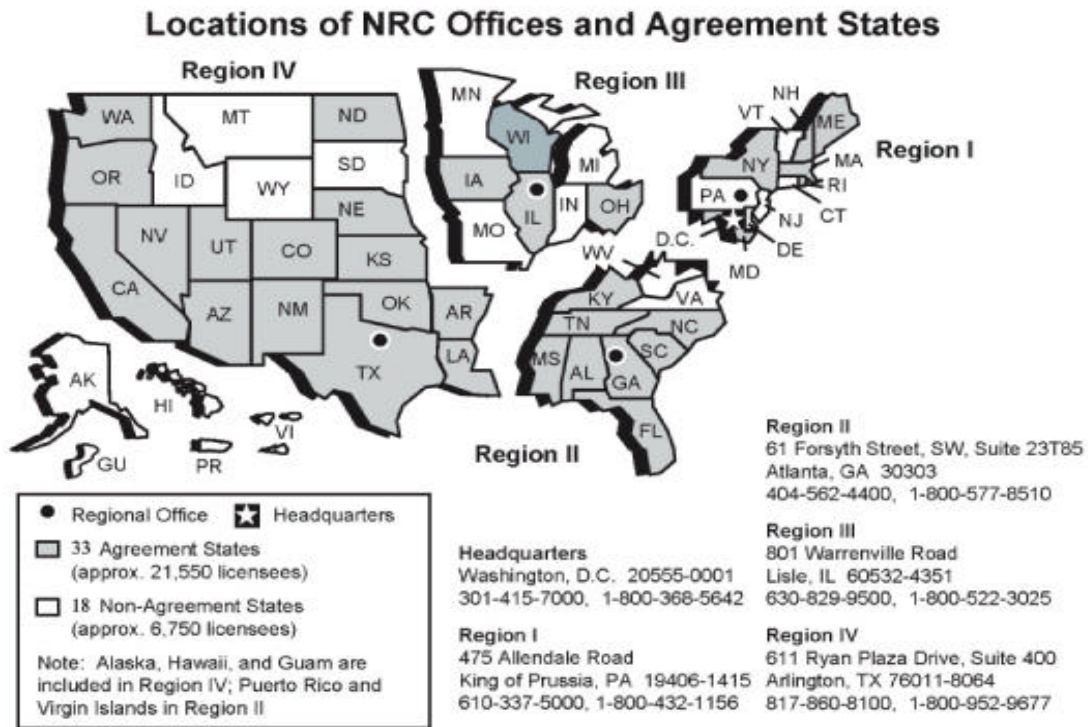 Locations of NRC Offices and Agreement States
Region IV
Region III
Region I
Region II
WA
MT
ND
OR
ID
SD
WY
NE
NV
UT
CO
KS
CA
AZ
NM
OK
AR
TX
LA
AK
HI
GU
PR
VI
MN
WI
MI
IA
IL
IN
OH
MO
NH
VT
ME
NY
MA
RI
CT
PA
NJ
DE
D.C.
MD
WV
VA
KY
TN
NC
SC
MS
AL
GA
FL
Regional Office Headquarters
33 Agreement States
(approx. 21,550 licensees)
18 Non-Agreement States
(approx. 6,750 licensees)
Note: Alaska, Hawaii, and Guam are
included in Region IV; Puerto Rico and
Virgin Islands in Region II
Headquarters
Washington, D.C. 20555-0001
301-415-7000, 1-800-368-5642
Region I
475 Allendale Road
King of Prussia, PA 19406-1415
610-337-5000, 1-800-432-1156
Region II
61 Forsyth Street, SW, Suite 23T85
Atlanta, GA 30303
404-562-4400, 1-800-577-8510
Region III
801 Warrenville Road
Lisle, IL 60532-4351
630-829-9500, 1-800-522-3025
Region IV
611 Ryan Plaza Drive, Suite 400
Arlington, TX 76011-8064
817-860-8100, 1-800-952-9677